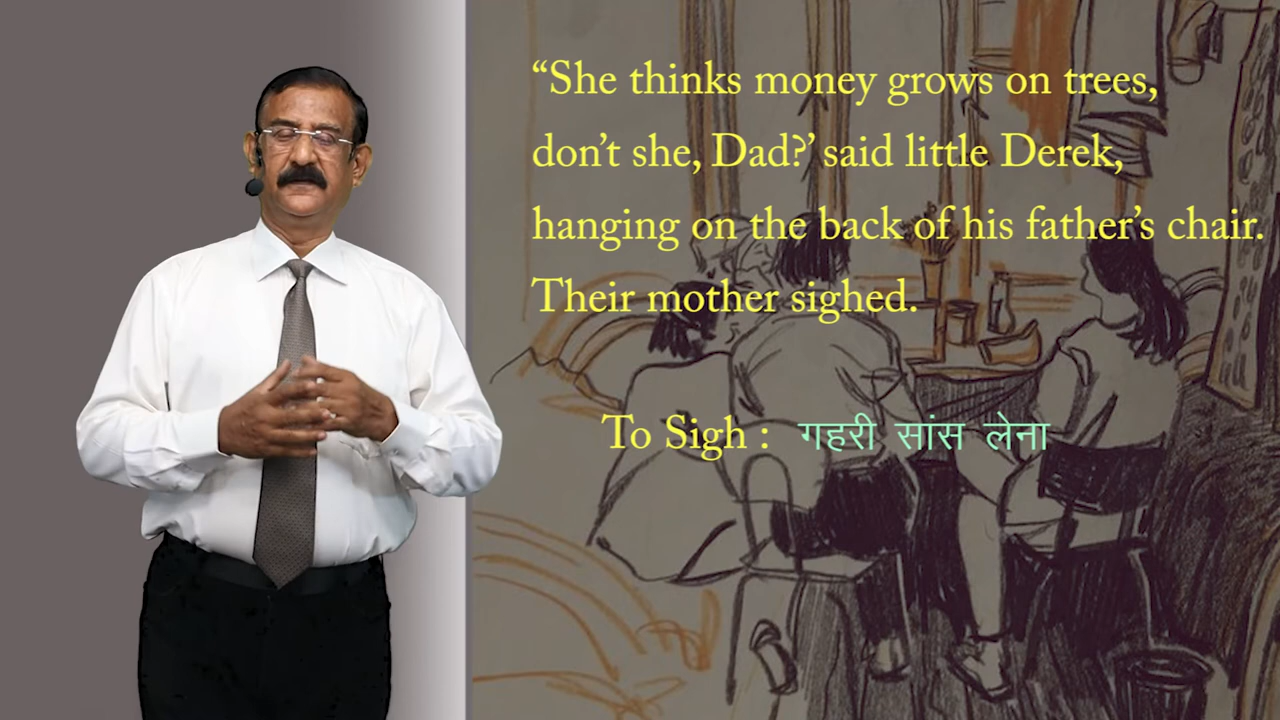 “She thinks money grows on trees,
don’t she, Dad?’ said little Derek,
hanging on the back of his father’s chair.
Their mother sighed.
To Sigh : गहरी सांस लेना